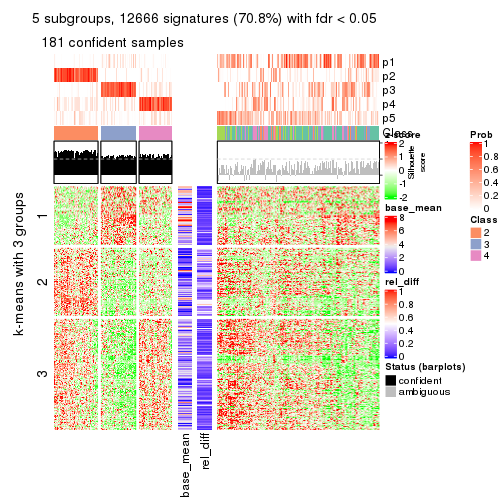 5 subgroups, 12666 signatures (70.8%) with fdr < 0.05
181 confident samples
p1
p2
p3
p4
p5
Class
z-score
2
1
0
-1
-2
Silhouette
score
Prob
1
0.8
0.6
0.4
0.2
0
Class
2
3
4
base_mean
8
6
4
2
0
rel_diff
1
0.8
0.6
0.4
0.2
0
Status (barplots)
confident
ambiguous
k-means with 3 groups
1
2
3
base_mean
rel_diff